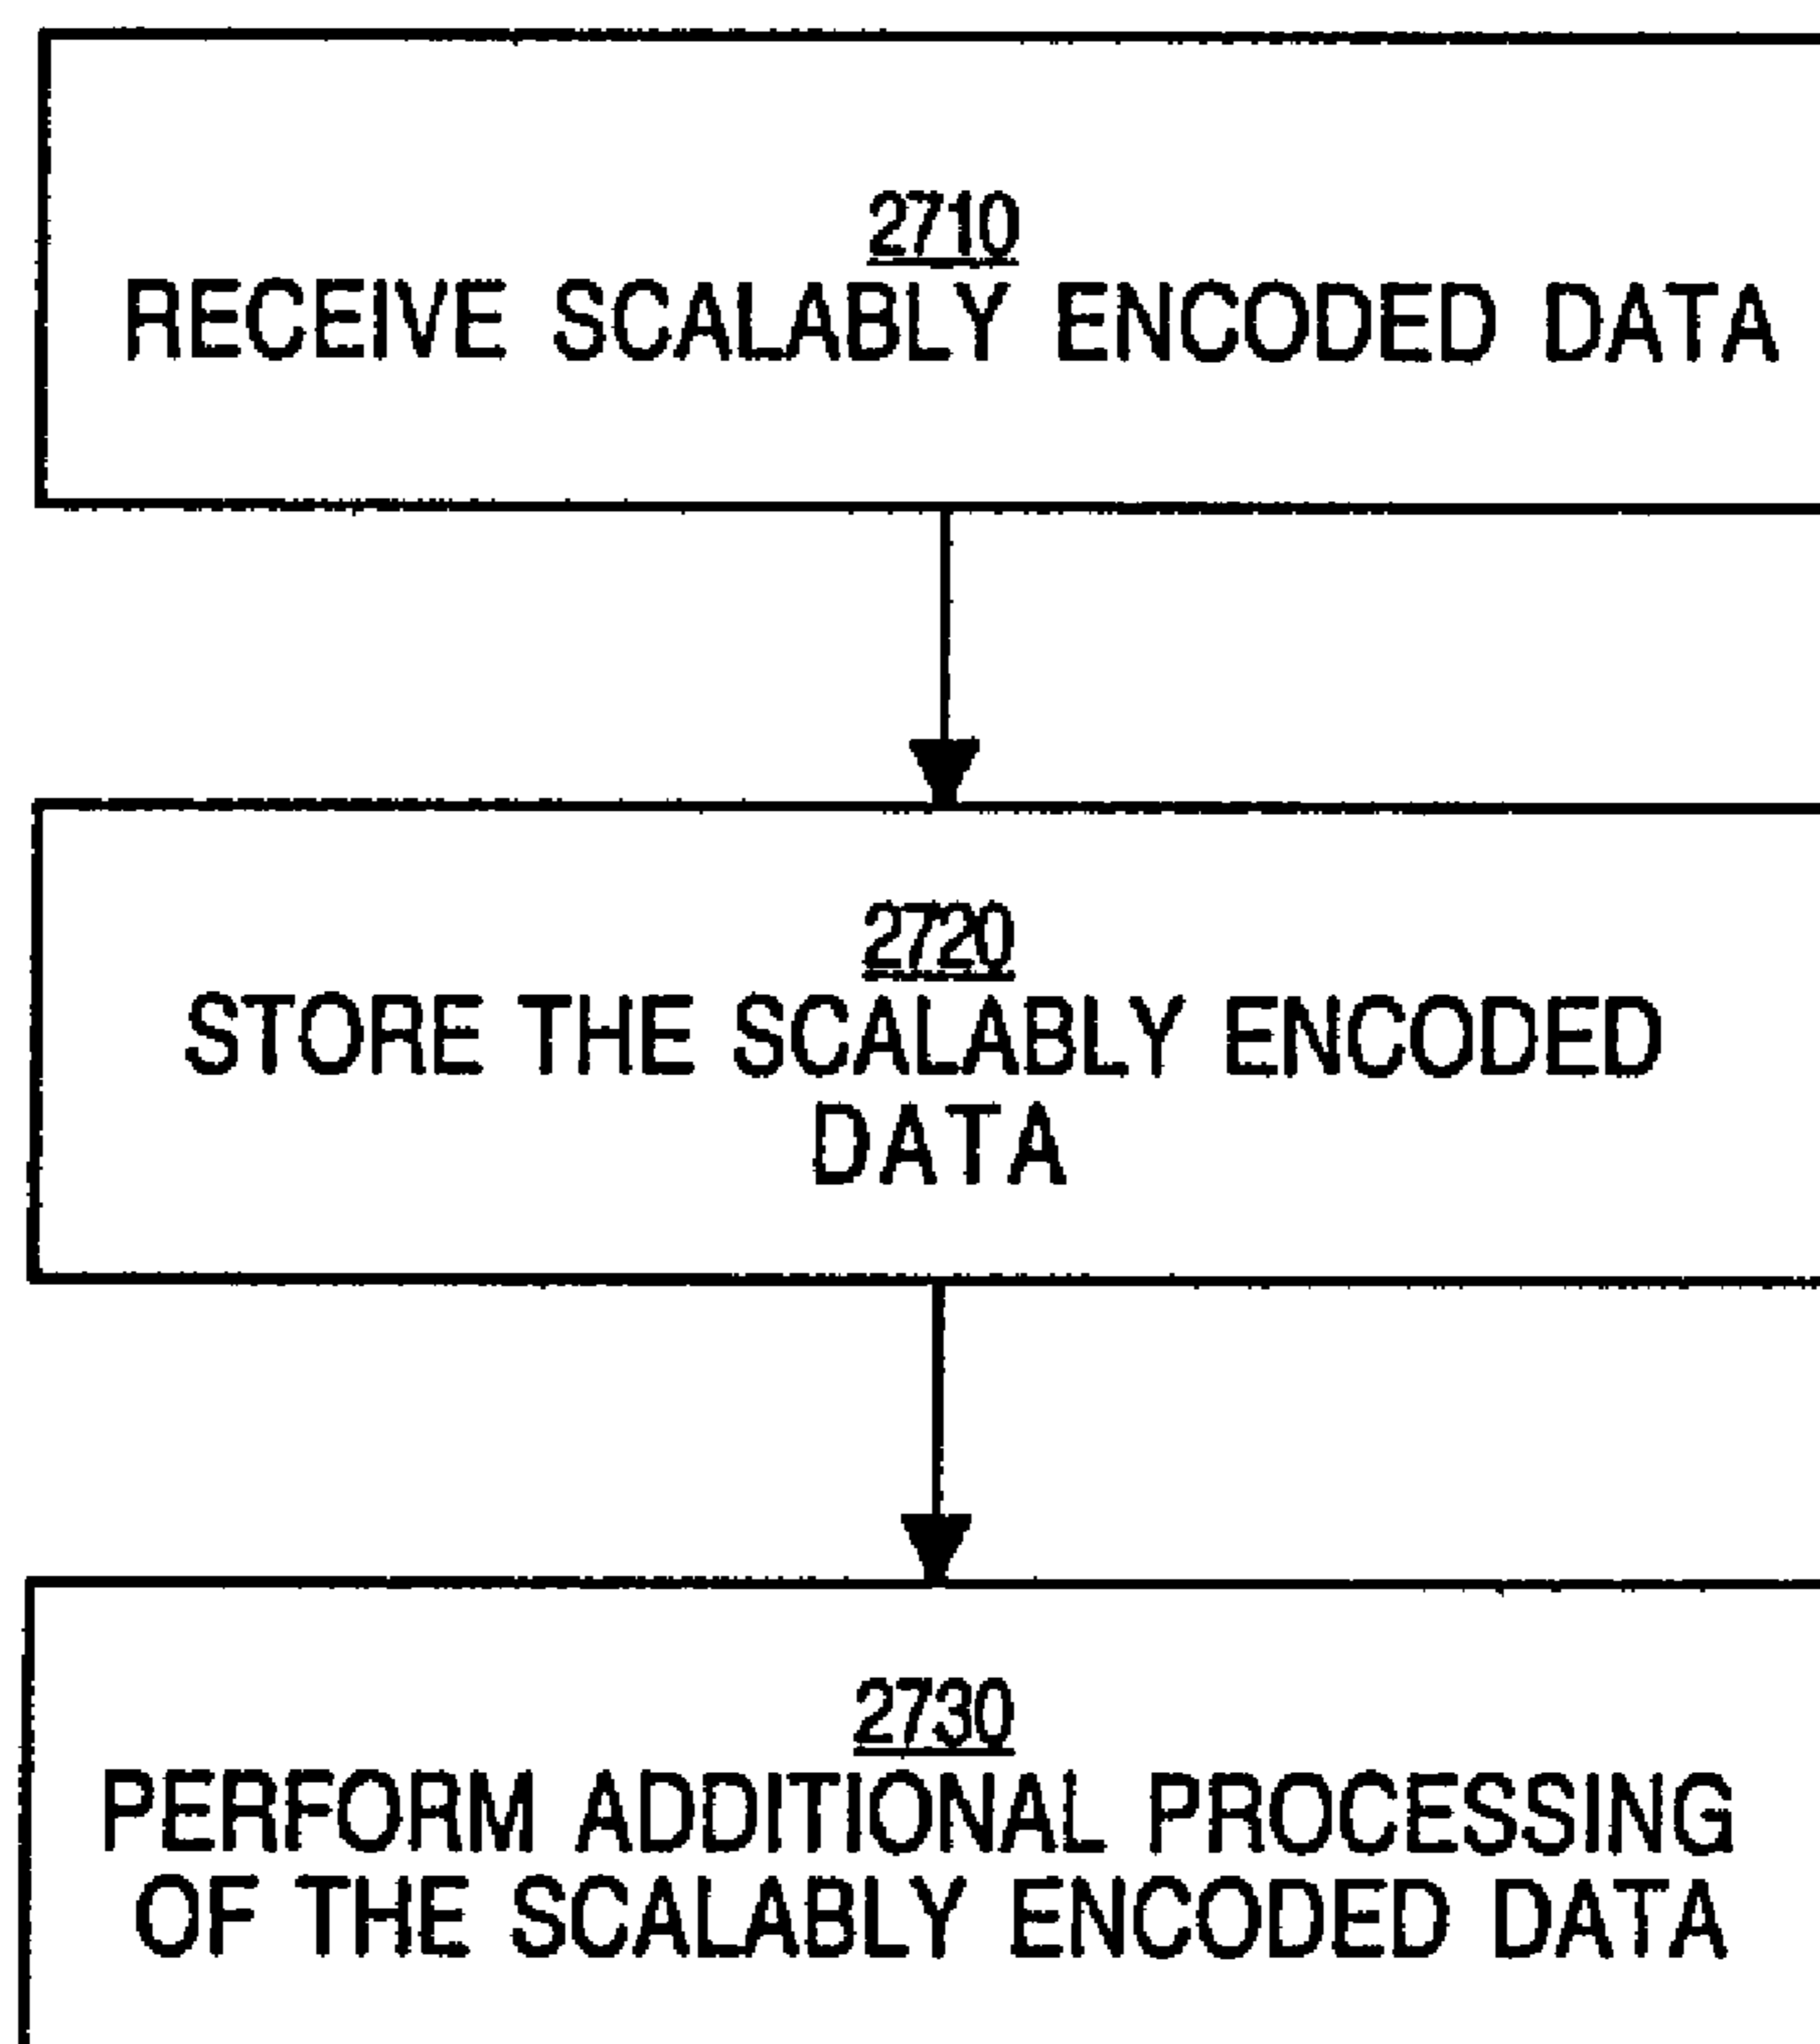 2710
RECEIVE SCALABLY ENCODED DATA
2720
STORE THE SCALABLY ENCODED
DATA
2730
PERFORM ADDITIONAL PROCESSING
OF THE SCALABLY ENCODED DATA